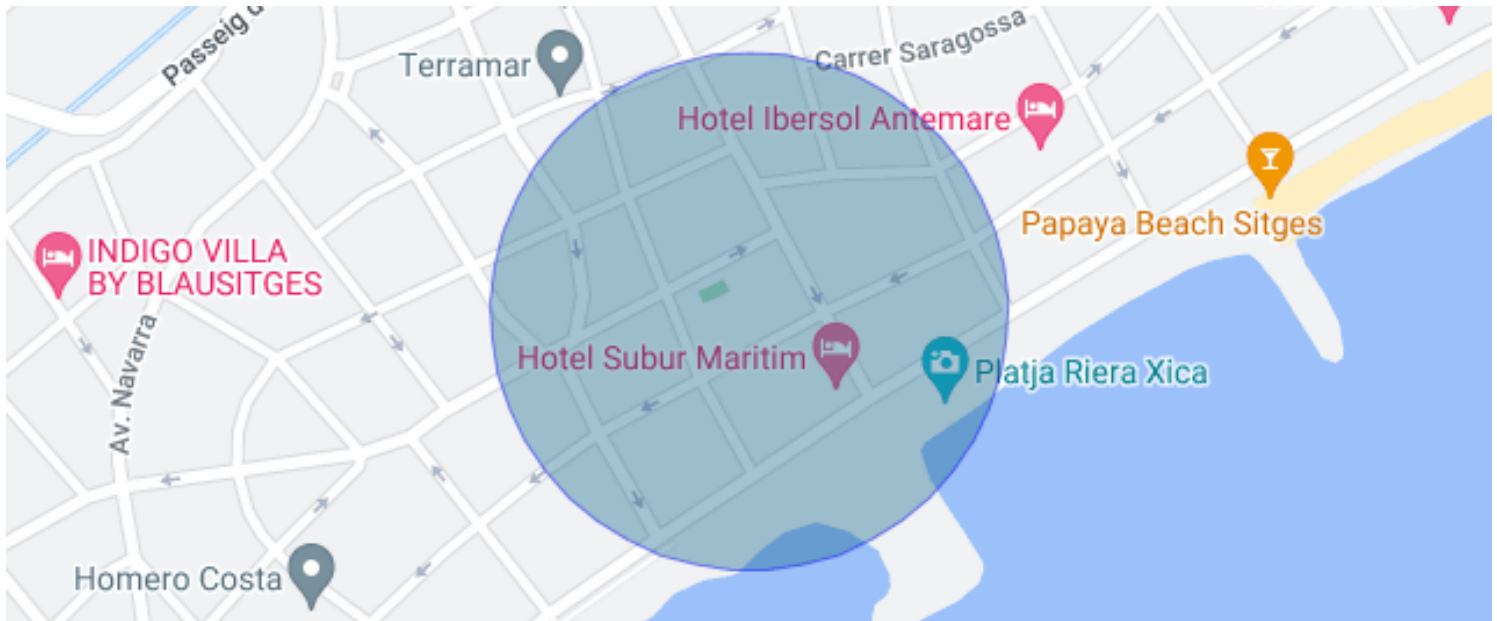 Passeig d
Terramar
Carrer Saragossa
Hotel Ibersol Antemare
Papaya Beach Sitges
INDIGO VILLA
BY BLAUSITGES
Av. Navarra
Hotel Subur Maritim
Platja Riera Xica
Homero Costa